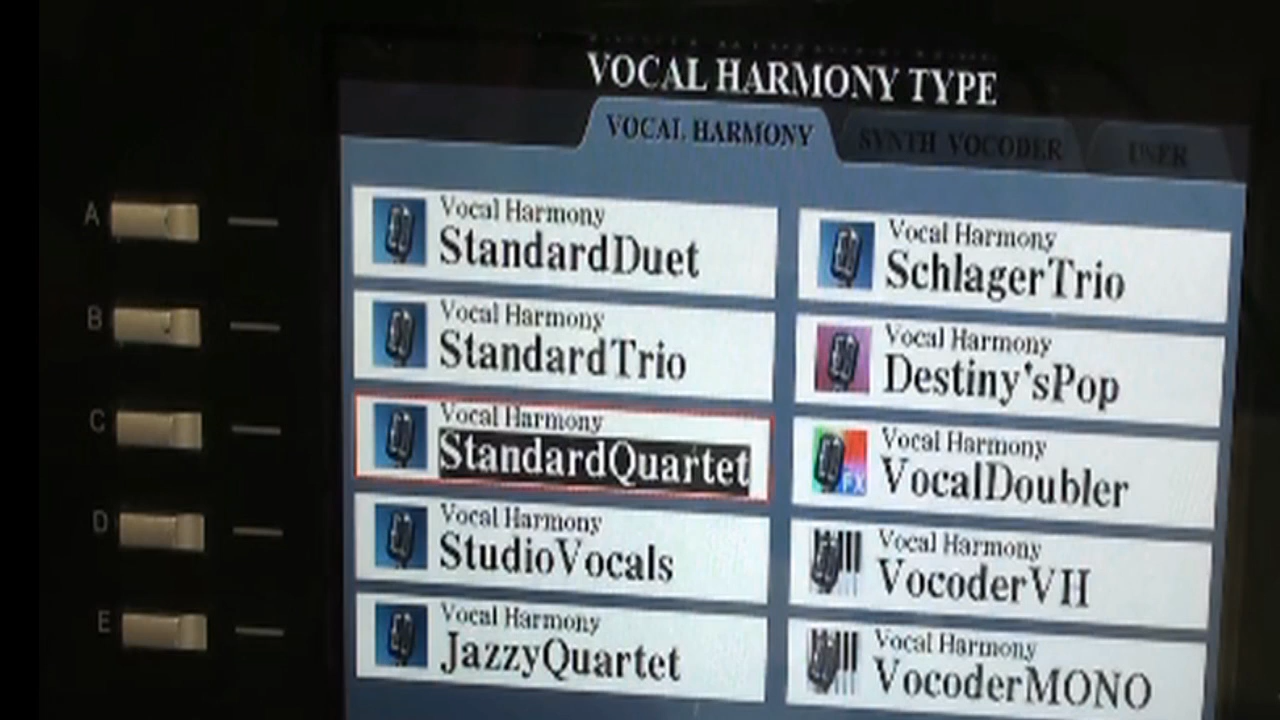 VOCAL HARMONY TYPE
VOCAL HARMONY
SYNTH VOCODER
USER
A
B
C
D
E
Vocal Harmony
StandardDuet
Vocal Harmony
StandardTrio
Vocal Harmony
StandardQuartet
Vocal Harmony
StudioVocals
Vocal Harmony
JazzyQuartet
Vocal Harmony
SchlagerTrio
Vocal Harmony
Destiny'sPop
Vocal Harmony
VocalDoubler
FX
Vocal Harmony
VocoderVH
Vocal Harmony
VocoderMONO